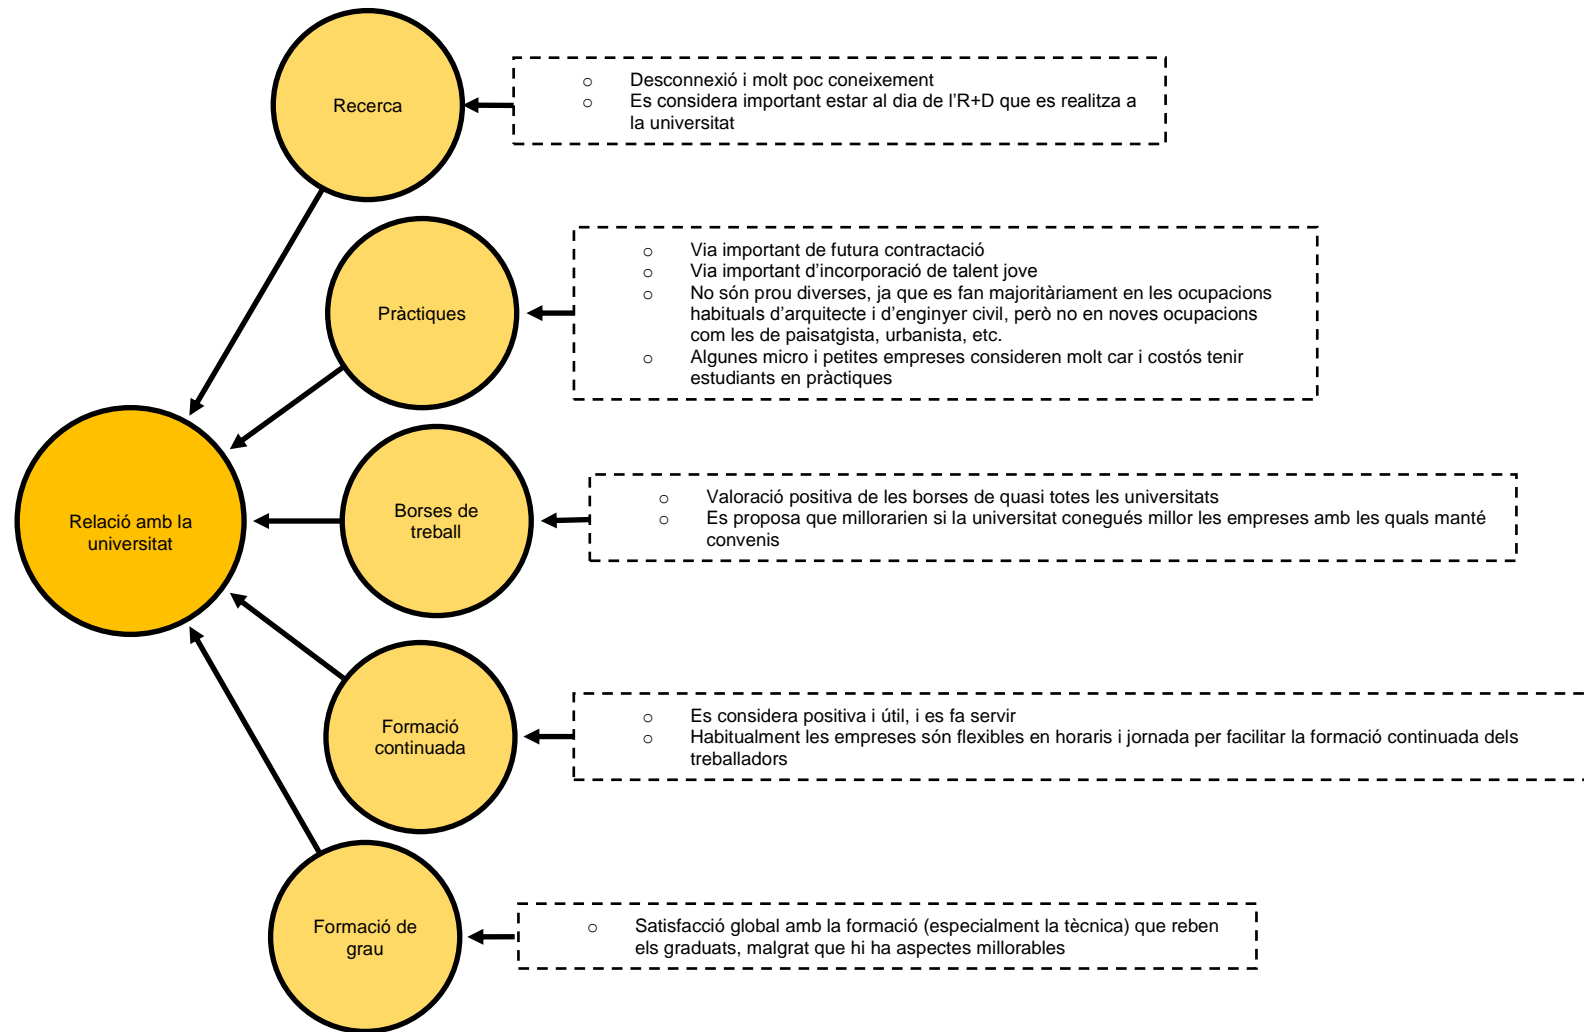 Recerca
o Desconnexió i molt poc coneixement
o Es considera important estar al dia de l’R+D que es realitza a
la universitat
Pràctiques
o Via important de futura contractació
o Via important d’incorporació de talent jove
o No són prou diverses, ja que es fan majoritàriament en les ocupacions
habituals d’arquitecte i d’enginyer civil, però no en noves ocupacions
com les de paisatgista, urbanista, etc.
o Algunes micro i petites empreses consideren molt car i costós tenir
estudiants en pràctiques
Relació amb la
universitat
Borses de
treball
o Valoració positiva de les borses de quasi totes les universitats
o Es proposa que millorarien si la universitat conegués millor les empreses amb les quals manté
convenis
Formació
continuada
o Es considera positiva i útil, i es fa servir
o Habitualment les empreses són flexibles en horaris i jornada per facilitar la formació continuada dels
treballadors
Formació de
grau
o Satisfacció global amb la formació (especialment la tècnica) que reben
els graduats, malgrat que hi ha aspectes millorables